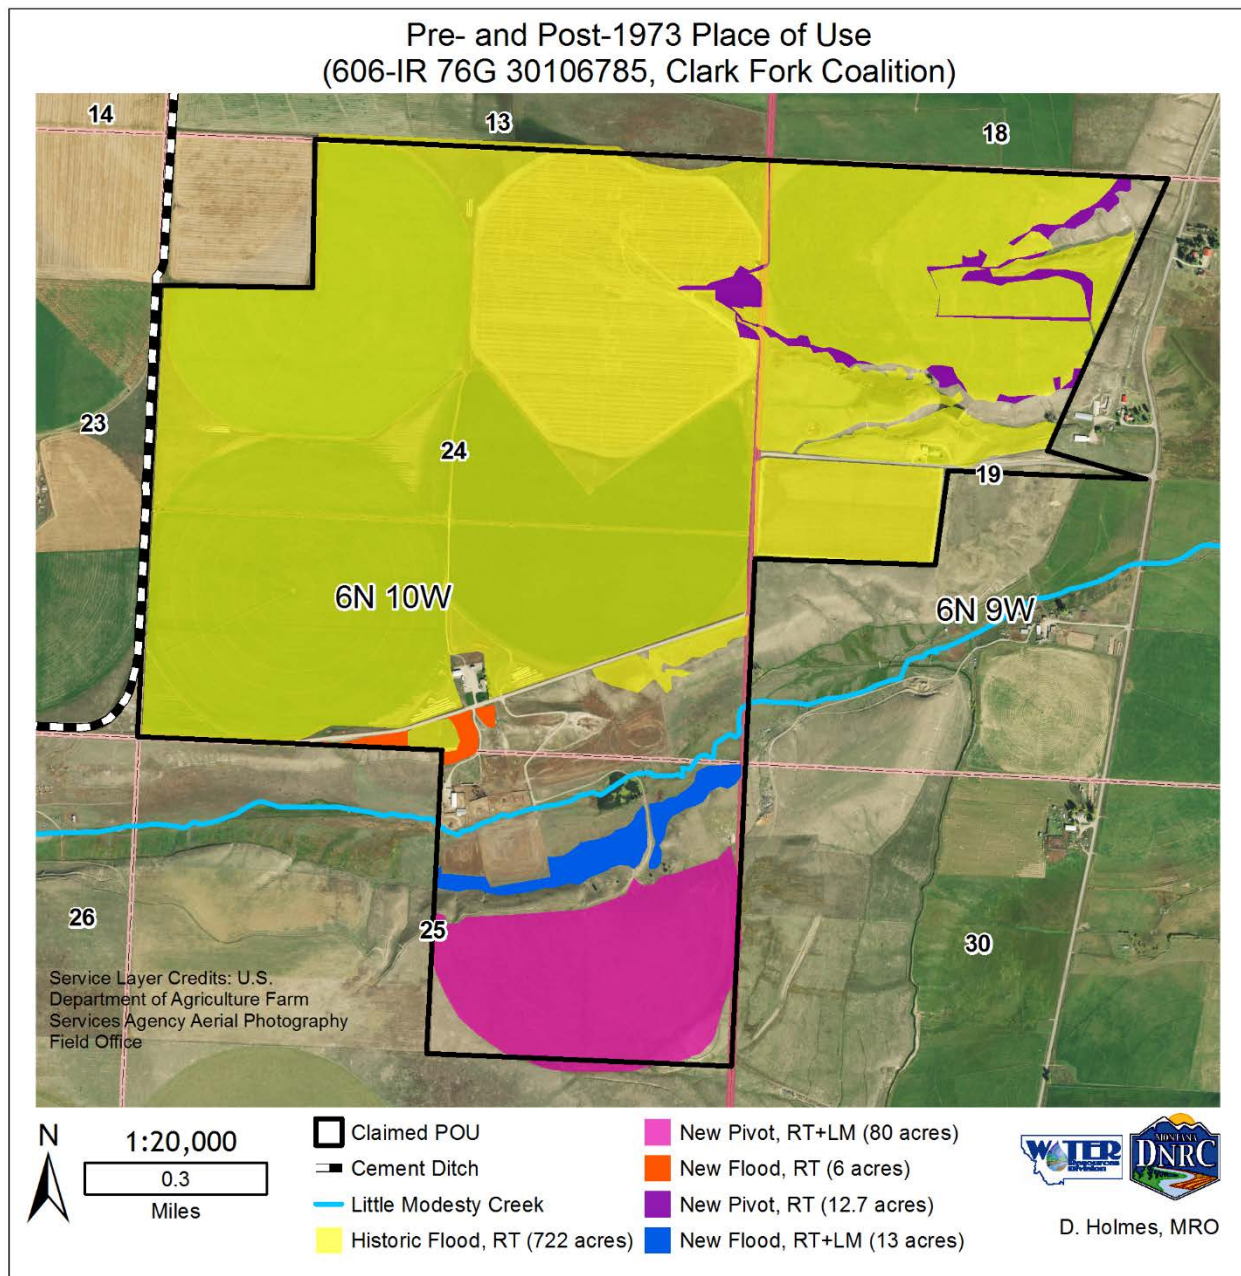 Pre- and Post-1973 Place of Use
(606-IR 76G 30106785, Clark Fork Coalition)
14
13
18
23
24
19
6N 10W
6N 9W
26
25
30
Service Layer Credits: U.S.
Department of Agriculture Farm
Services Agency Aerial Photography
Field Office
N
1:20,000
0.3
Miles
Claimed POU
Cement Ditch
Little Modesty Creek
Historic Flood, RT (722 acres)
New Pivot, RT+LM (80 acres)
New Flood, RT (6 acres)
New Pivot, RT (12.7 acres)
New Flood, RT+LM (13 acres)
WATER
Resources
Division
MONTANA
DNRC
D. Holmes, MRO